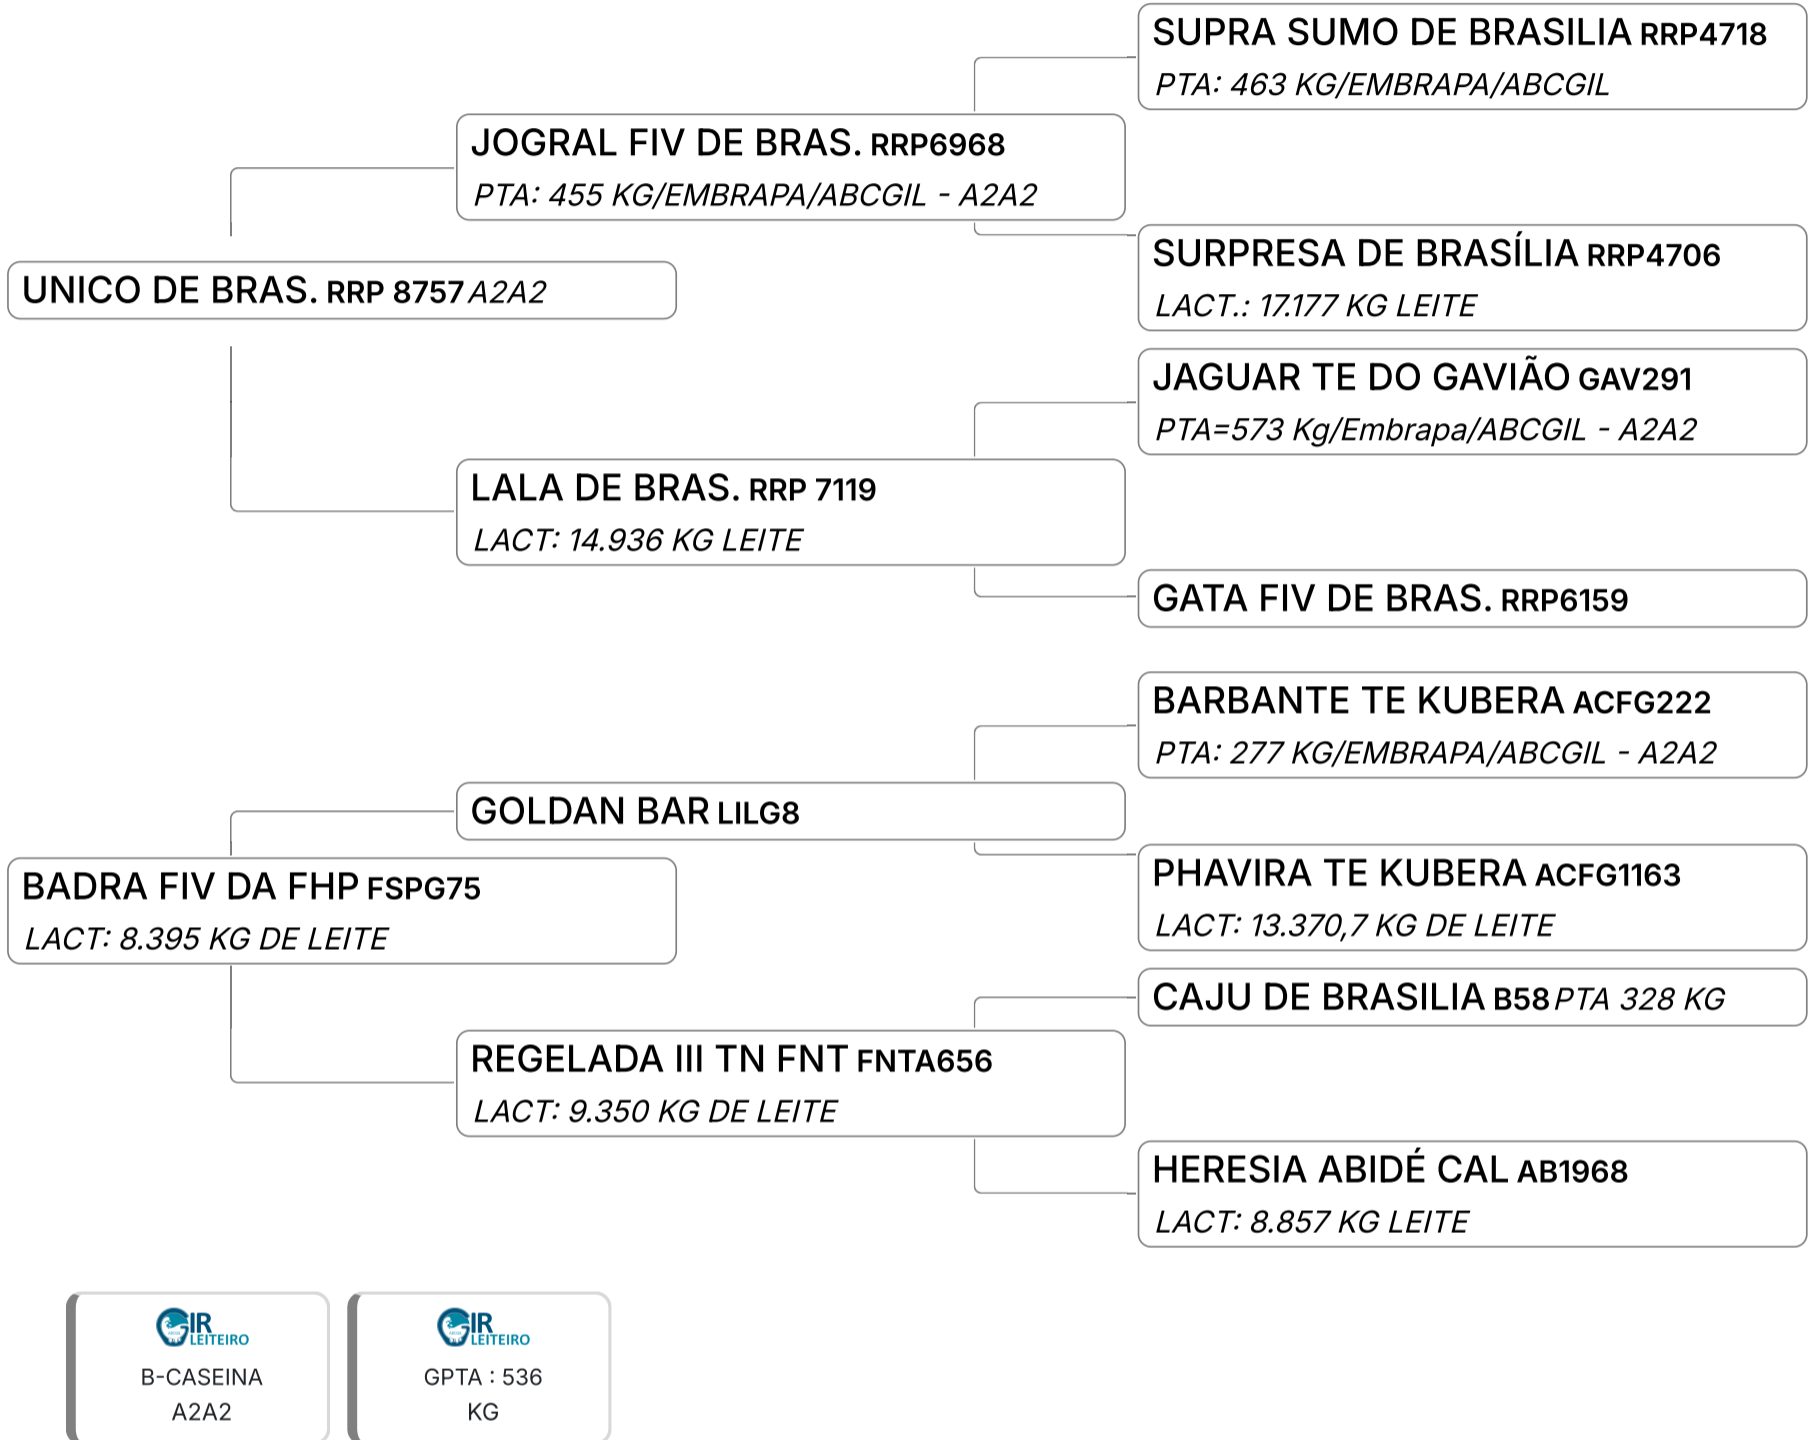 SUPRA SUMO DE BRASILIA RRP4718
PTA: 463 KG/EMBRAPA/ABCGIL
JOGRAL FIV DE BRAS. RRP6968
PTA: 455 KG/EMBRAPA/ABCGIL - A2A2
SURPRESA DE BRASÍLIA RRP4706
LACT.: 17.177 KG LEITE
UNICO DE BRAS. RRP 8757 A2A2
JAGUAR TE DO GAVIÃO GAV291
PTA=573 Kg/Embrapa/ABCGIL - A2A2
LALA DE BRAS. RRP 7119
LACT: 14.936 KG LEITE
GATA FIV DE BRAS. RRP6159
BARBANTE TE KUBERA ACFG222
PTA: 277 KG/EMBRAPA/ABCGIL - A2A2
GOLDAN BAR LILG8
PHAVIRA TE KUBERA ACFG1163
LACT: 13.370,7 KG DE LEITE
BADRA FIV DA FHP FSPG75
LACT: 8.395 KG DE LEITE
CAJU DE BRASILIA B58 PTA 328 KG
REGELADA III TN FNT FNTA656
LACT: 9.350 KG DE LEITE
HERESIA ABIDÉ CAL AB1968
LACT: 8.857 KG LEITE
GIR
LEITEIRO
B-CASEINA
A2A2
GIR
LEITEIRO
GPTA : 536
KG